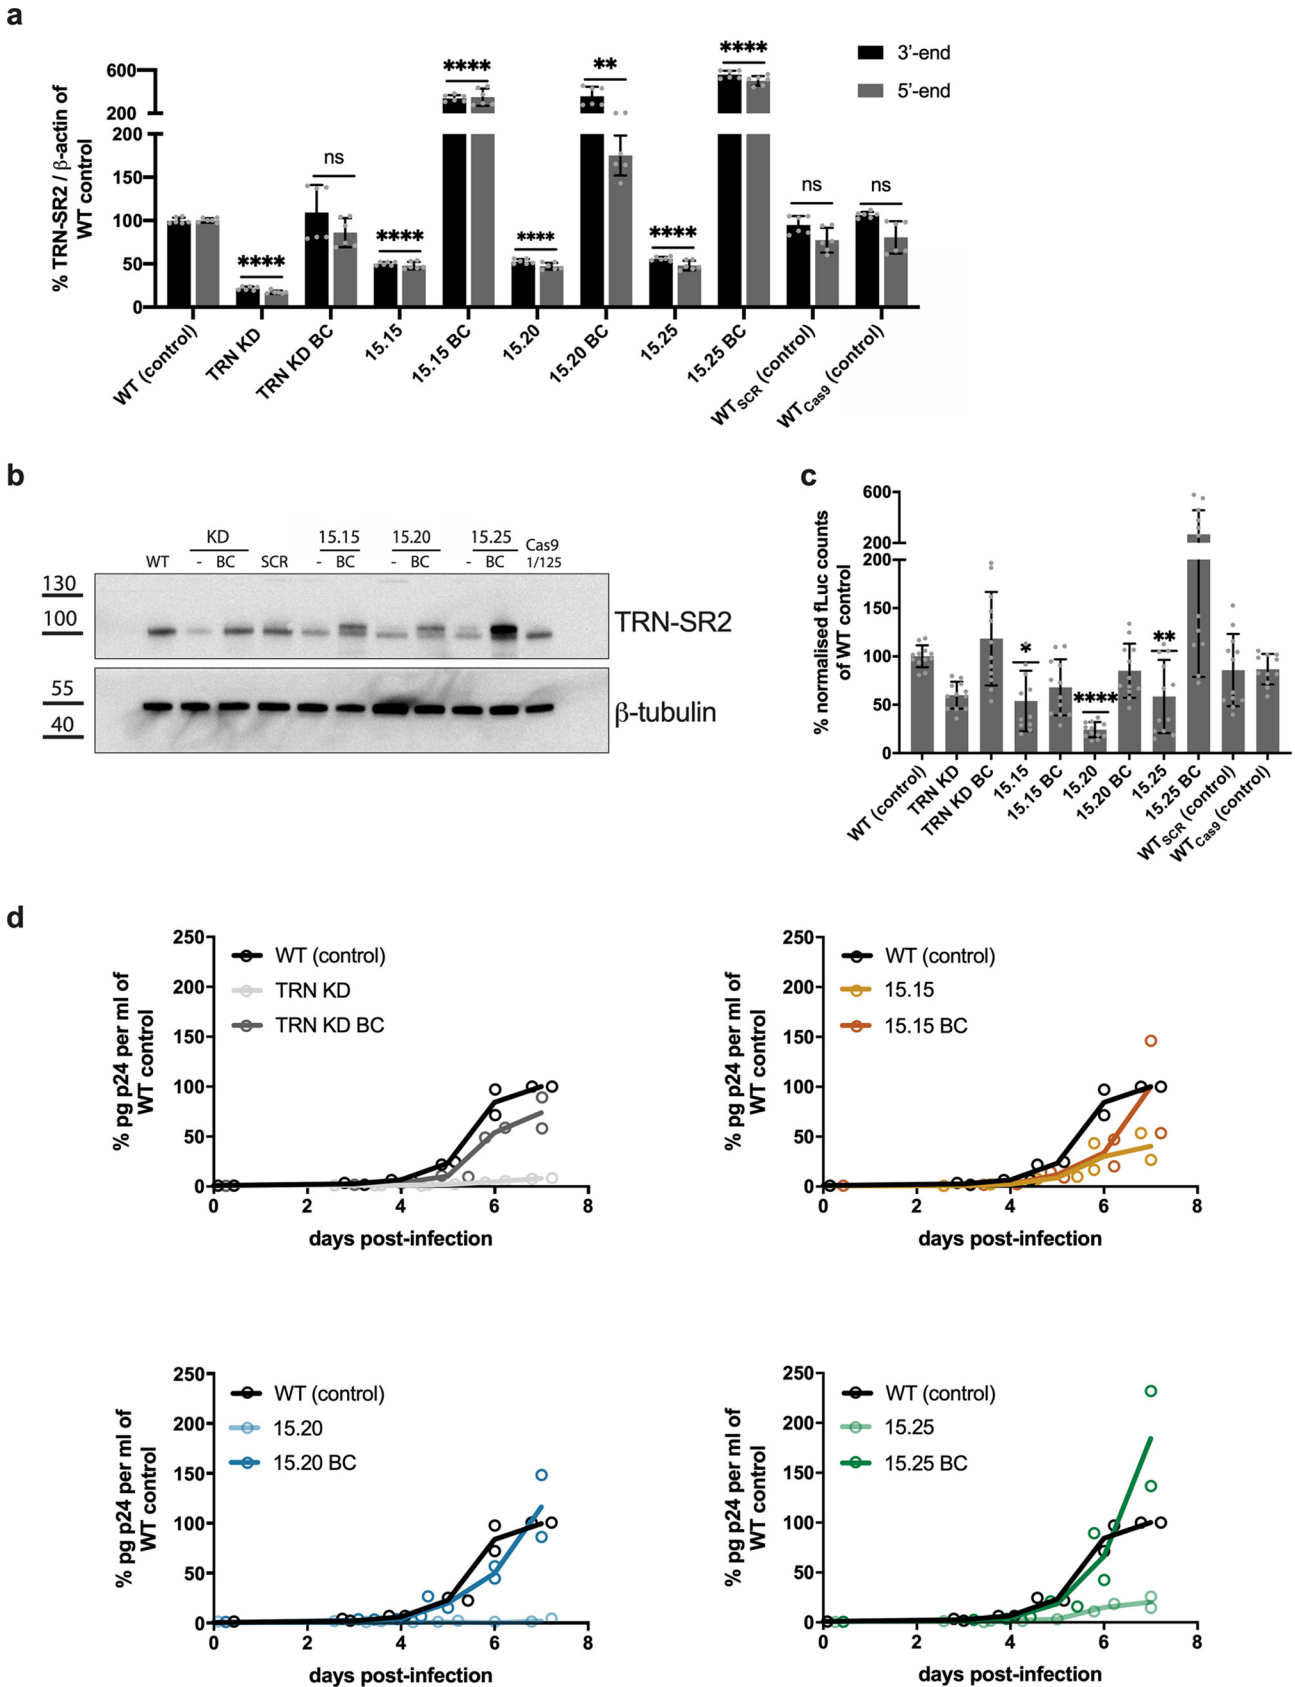 a
% TRN-SR2 / β-actin of
WT control
600
200
200
150
100
50
0
****
ns
****
****
****
**
****
****
ns
ns
3’-end
5’-end
WT (control)
TRN KD
TRN KD BC
15.15
15.15 BC
15.20
15.20 BC
15.25
15.25 BC
WTSCR (control)
WTCas9 (control)
b
WT
KD
-
BC
SCR
15.15
-
BC
15.20
-
BC
15.25
-
BC
Cas9
1/125
130
100
TRN-SR2
55
40
β-tubulin
c
% normalised fLuc counts
of WT control
600
200
200
150
100
50
0
*
****
**
WT (control)
TRN KD
TRN KD BC
15.15
15.15 BC
15.20
15.20 BC
15.25
15.25 BC
WTSCR (control)
WTCas9 (control)
d
% pg p24 per ml of
WT control
250
200
150
100
50
0
WT (control)
TRN KD
TRN KD BC
0 2 4 6 8
days post-infection
% pg p24 per ml of
WT control
250
200
150
100
50
0
WT (control)
15.15
15.15 BC
0 2 4 6 8
days post-infection
% pg p24 per ml of
WT control
250
200
150
100
50
0
WT (control)
15.20
15.20 BC
0 2 4 6 8
days post-infection
% pg p24 per ml of
WT control
250
200
150
100
50
0
WT (control)
15.25
15.25 BC
0 2 4 6 8
days post-infection